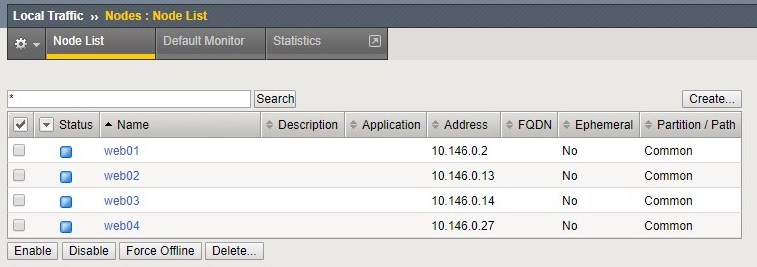 Local Traffic ›› Nodes : Node List
Node List Default Monitor Statistics
* Search Create...
Status Name Description Application Address FQDN Ephemeral Partition / Path
web01 10.146.0.2 No Common
web02 10.146.0.13 No Common
web03 10.146.0.14 No Common
web04 10.146.0.27 No Common
Enable Disable Force Offline Delete...